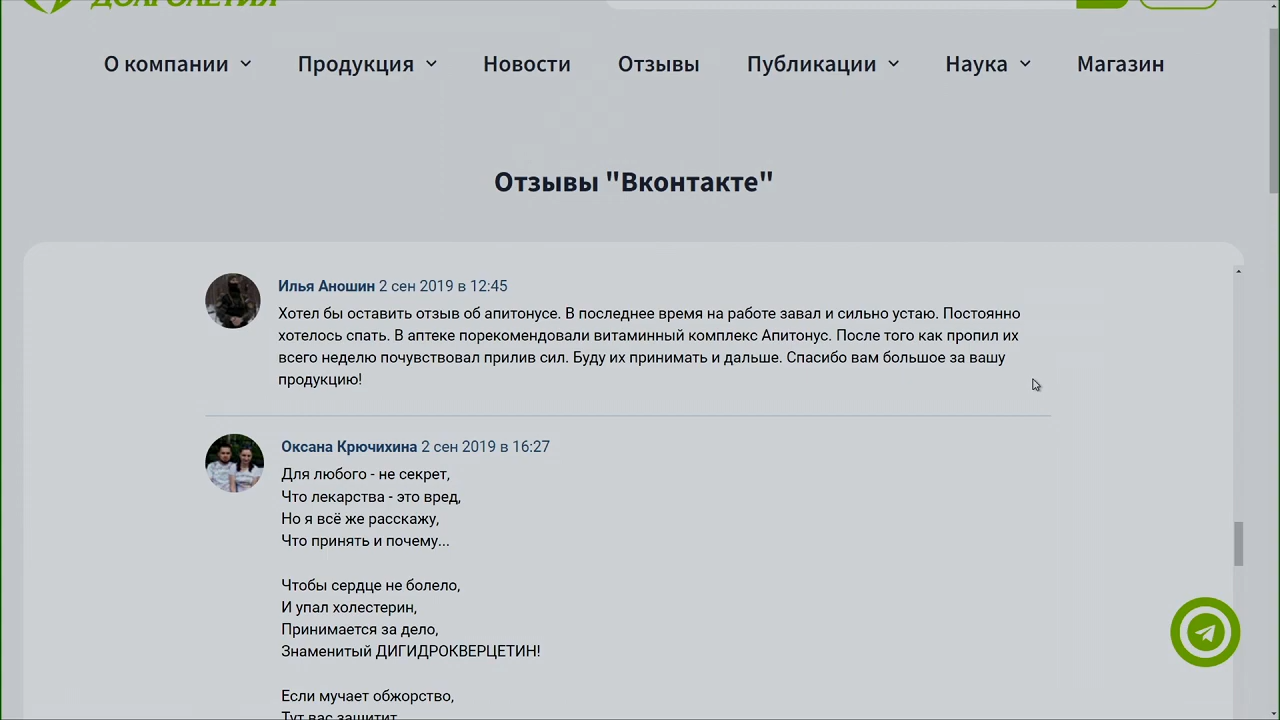 ДОЛГОЛЕТИЯ
О компании
Продукция
Новости
Отзывы
Публикации
Наука
Магазин
Отзывы "Вконтакте"
Илья Аношин 2 сен 2019 в 12:45
Хотел бы оставить отзыв об апитонусе. В последнее время на работе завал и сильно устаю. Постоянно
хотелось спать. В аптеке порекомендовали витаминный комплекс Апитонус. После того как пропил их
всего неделю почувствовал прилив сил. Буду их принимать и дальше. Спасибо вам большое за вашу
продукцию!
Оксана Крючихина 2 сен 2019 в 16:27
Для любого - не секрет,
Что лекарства - это вред,
Но я всё же расскажу,
Что принять и почему...
Чтобы сердце не болело,
И упал холестерин,
Принимается за дело,
Знаменитый ДИГИДРОКВЕРЦЕТИН!
Если мучает обжорство,
Тут вас защитит